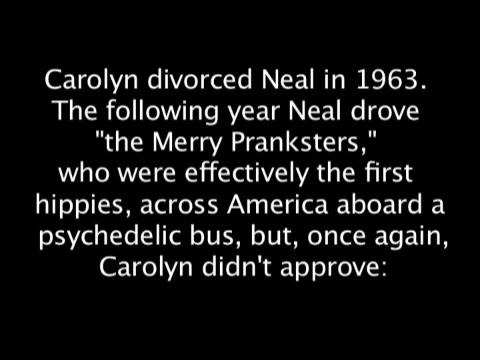 Carolyn divorced Neal in 1963.
The following year Neal drove
"the Merry Pranksters,"
who were effectively the first
hippies, across America aboard a
psychedelic bus, but, once again,
Carolyn didn't approve: